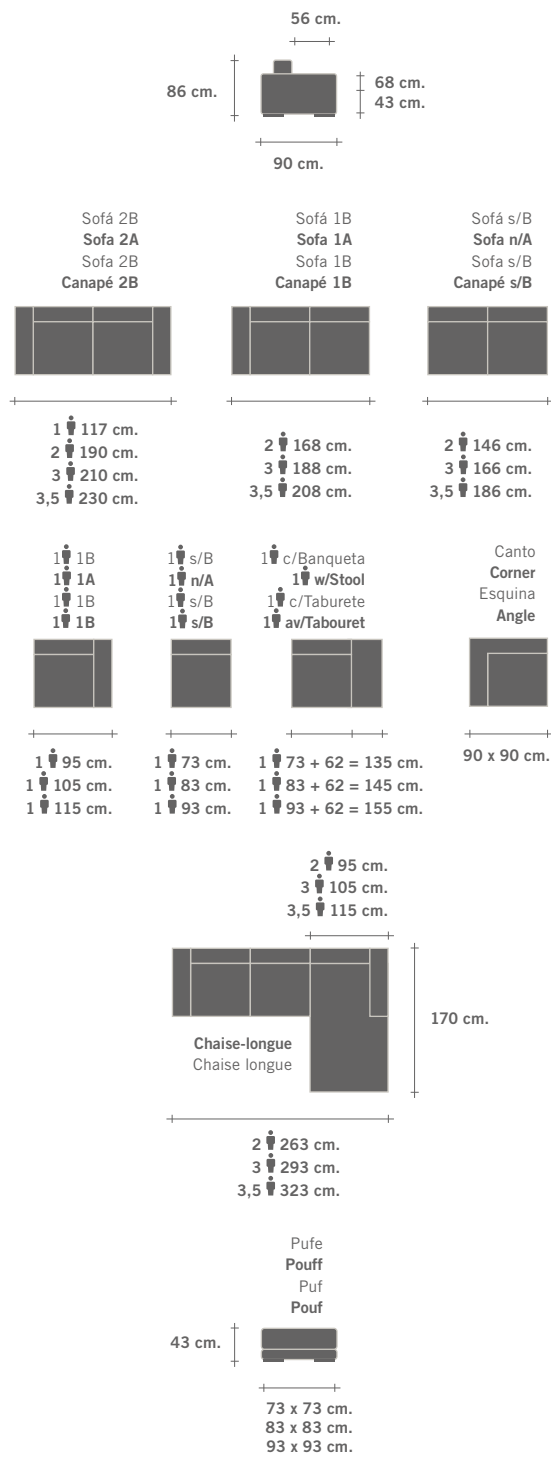 56 cm.
86 cm.
68 cm.
43 cm.
90 cm.
Sofá 2B
Sofa 2A
Sofa 2B
Canapé 2B
Sofá 1B
Sofa 1A
Sofa 1B
Canapé 1B
Sofá s/B
Sofa n/A
Sofa s/B
Canapé s/B
1 117 cm.
2 190 cm.
3 210 cm.
3,5 230 cm.
2 168 cm.
3 188 cm.
3,5 208 cm.
2 146 cm.
3 166 cm.
3,5 186 cm.
1 1B
1 1A
1 1B
1 1B
1 s/B
1 n/A
1 s/B
1 s/B
1 c/Banqueta
1 w/Stool
1 c/Taburete
1 av/Tabouret
Canto
Corner
Esquina
Angle
1 95 cm.
1 105 cm.
1 115 cm.
1 73 cm.
1 83 cm.
1 93 cm.
1 73 + 62 = 135 cm.
1 83 + 62 = 145 cm.
1 93 + 62 = 155 cm.
90 x 90 cm.
2 95 cm.
3 105 cm.
3,5 115 cm.
170 cm.
Chaise-longue
Chaise longue
2 263 cm.
3 293 cm.
3,5 323 cm.
Pufe
Pouff
Puf
Pouf
43 cm.
73 x 73 cm.
83 x 83 cm.
93 x 93 cm.